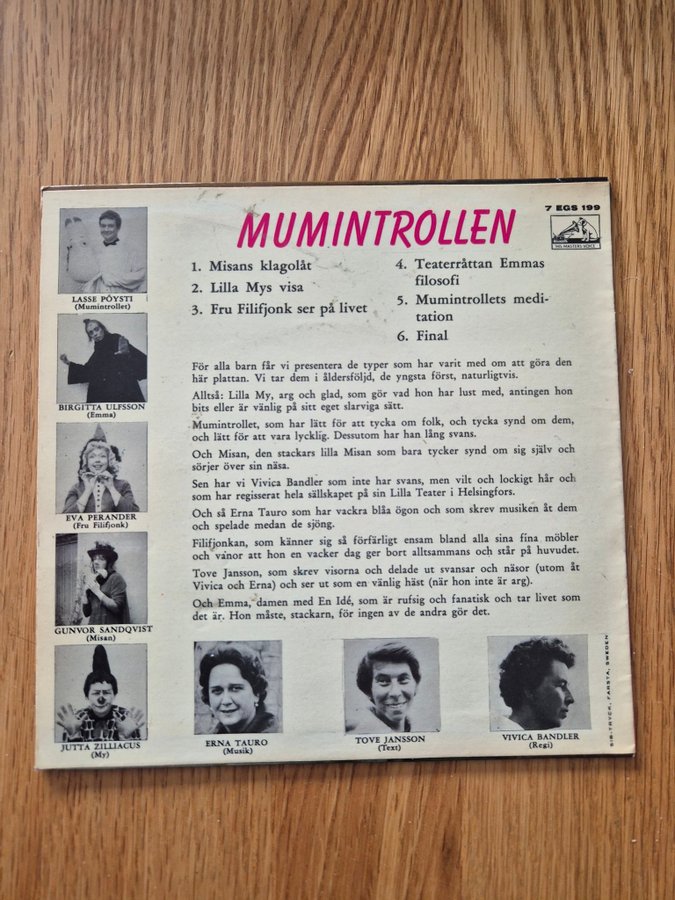 MUMINTROLLEN
7 EGS 199
HIS MASTERS VOICE
1. Misans klagolåt
2. Lilla Mys visa
3. Fru Filifjonk ser på livet
4. Teaterråttan Emmas
filosofi
5. Mumintrollets medi-
tation
6. Final
För alla barn får vi presentera de typer som har varit med om att göra den
här plattan. Vi tar dem i åldersföljd, de yngsta först, naturligtvis.
Alltså: Lilla My, arg och glad, som gör vad hon har lust med, antingen hon
bits eller är vänlig på sitt eget slarviga sätt.
Mumintrollet, som har lätt för att tycka om folk, och tycka synd om dem,
och lätt för att vara lycklig. Dessutom har han lång svans.
Och Misan, den stackars lilla Misan som bara tycker synd om sig själv och
sörjer över sin näsa.
Sen har vi Vivica Bandler som inte har svans, men vilt och lockigt hår och
som har regisserat hela sällskapet på sin Lilla Teater i Helsingfors.
Och så Erna Tauro som har vackra blåa ögon och som skrev musiken åt dem
och spelade medan de sjöng.
Filifjonkan, som känner sig så förfärligt ensam bland alla sina fina möbler
och vanor att hon en vacker dag ger bort alltsammans och står på huvudet.
Tove Jansson, som skrev visorna och delade ut svansar och näsor (utom åt
Vivica och Erna) och ser ut som en vänlig häst (när hon inte är arg).
Och Emma, damen med En Idé, som är rufsig och fanatisk och tar livet som
det är. Hon måste, stackarn, för ingen av de andra gör det.
LASSE PÖYSTI
(Mumintrollet)
BIRGITTA ULFSSON
(Emma)
EVA PERANDER
(Fru Filifjonk)
GUNVOR SANDQVIST
(Misan)
JUTTA ZILLIACUS
(My)
ERNA TAURO
(Musik)
TOVE JANSSON
(Text)
VIVICA BANDLER
(Regi)
SIB-TRYCK, FARSTA, SWEDEN